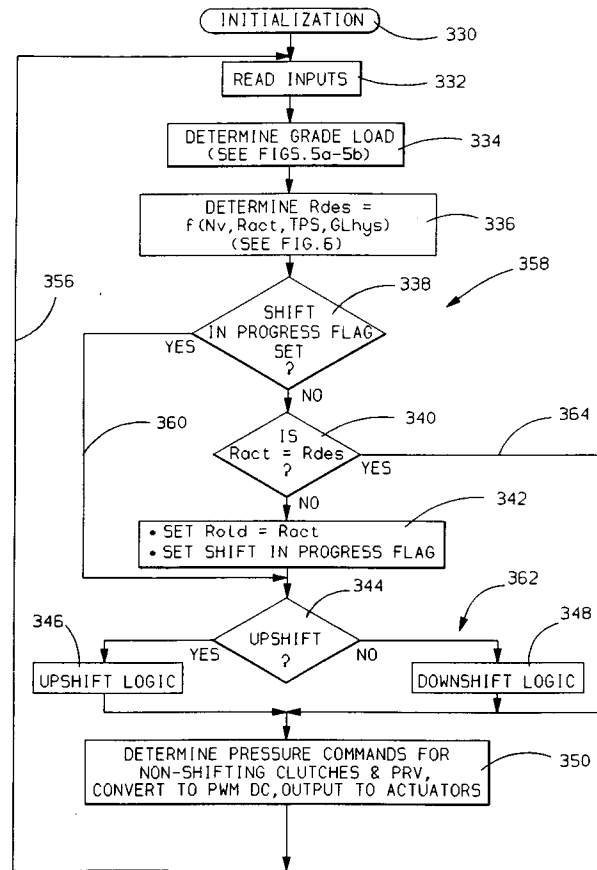 INITIALIZATION
330
READ INPUTS
332
DETERMINE GRADE LOAD
(SEE FIGS.5a-5b)
334
DETERMINE Rdes =
f(Nv,Ract,TPS,GLhys)
(SEE FIG.6)
336
356
338
358
SHIFT
IN PROGRESS FLAG
SET
?
YES
NO
360
340
364
IS
Ract = Rdes
?
YES
NO
342
• SET Rold = Ract
• SET SHIFT IN PROGRESS FLAG
344
362
346
348
UPSHIFT
?
YES
NO
UPSHIFT LOGIC
DOWNSHIFT LOGIC
DETERMINE PRESSURE COMMANDS FOR
NON-SHIFTING CLUTCHES & PRV,
CONVERT TO PWM DC,OUTPUT TO ACTUATORS
350